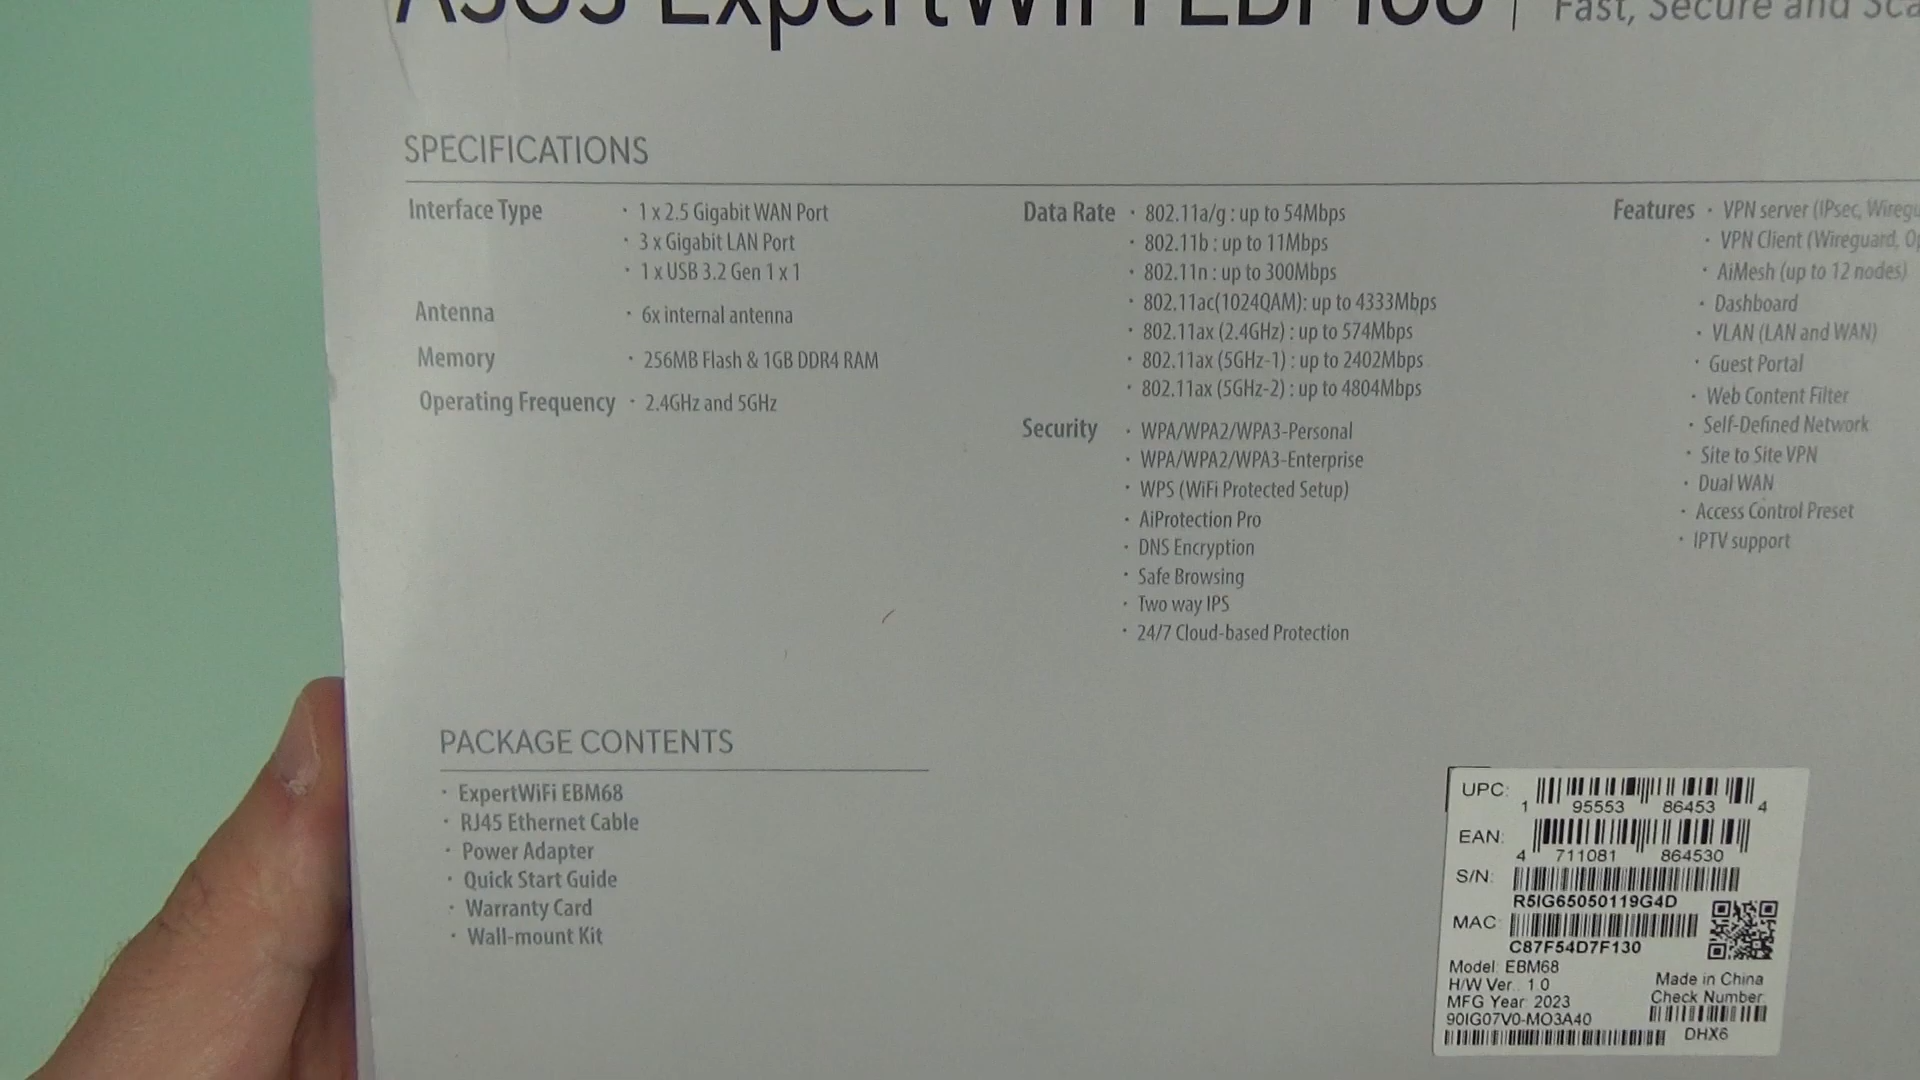 ASUS ExpertWiFi EBM68 | Fast, Secure and
SPECIFICATIONS
Interface Type
· 1 x 2.5 Gigabit WAN Port
· 3 x Gigabit LAN Port
· 1 x USB 3.2 Gen 1 x 1
Antenna · 6x internal antenna
Memory · 256MB Flash & 1GB DDR4 RAM
Operating Frequency · 2.4GHz and 5GHz
Data Rate · 802.11a/g : up to 54Mbps
· 802.11b : up to 11Mbps
· 802.11n : up to 300Mbps
· 802.11ac(1024QAM): up to 4333Mbps
· 802.11ax (2.4GHz) : up to 574Mbps
· 802.11ax (5GHz-1) : up to 2402Mbps
· 802.11ax (5GHz-2) : up to 4804Mbps
Security · WPA/WPA2/WPA3-Personal
· WPA/WPA2/WPA3-Enterprise
· WPS (WiFi Protected Setup)
· AiProtection Pro
· DNS Encryption
· Safe Browsing
· Two way IPS
· 24/7 Cloud-based Protection
Features · VPN server (IPsec,
· VPN Client (Wireguard,
· AiMesh (up to 12 nodes)
· Dashboard
· VLAN (LAN and WAN)
· Guest Portal
· Web Content Filter
· Self-Defined Network
· Site to Site VPN
· Dual WAN
· Access Control Preset
· IPTV support
PACKAGE CONTENTS
· ExpertWiFi EBM68
· RJ45 Ethernet Cable
· Power Adapter
· Quick Start Guide
· Warranty Card
· Wall-mount Kit
UPC:
1 95553 86453 4
EAN:
4 711081 864530
S/N:
R5IG65050119G4D
MAC:
C87F54D7F130
Model: EBM68
H/W Ver.: 1.0
MFG Year: 2023
90IG07V0-MO3A40
Made in China
Check Number:
DHX6